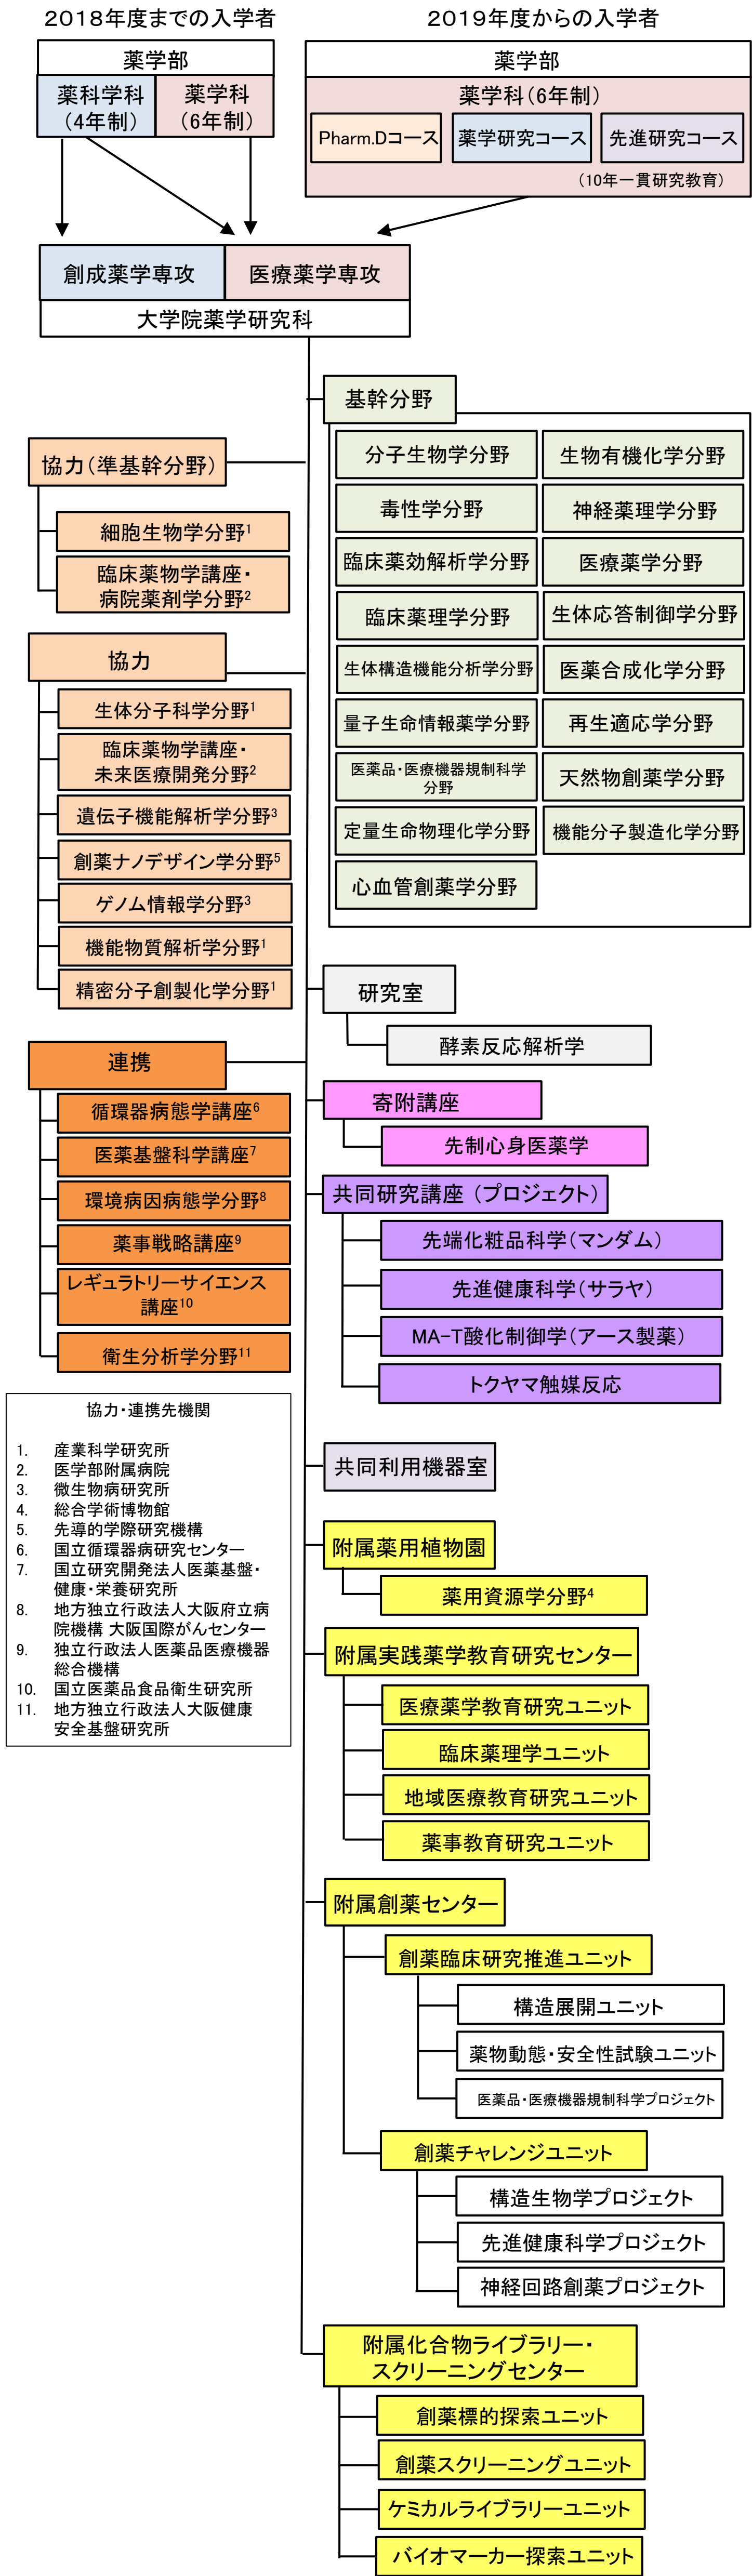 2018年度までの入学者
薬学部
薬科学科
(4年制)
薬学科
(6年制)
2019年度からの入学者
薬学部
薬学科(6年制)
Pharm.Dコース
薬学研究コース
先進研究コース
(10年一貫研究教育)
創成薬学専攻
医療薬学専攻
大学院薬学研究科
基幹分野
分子生物学分野
生物有機化学分野
毒性学分野
神経薬理学分野
臨床薬効解析学分野
医療薬学分野
臨床薬理学分野
生体応答制御学分野
生体構造機能分析学分野
医薬合成化学分野
量子生命情報薬学分野
再生適応学分野
医薬品・医療機器規制科学
分野
天然物創薬学分野
定量生命物理化学分野
機能分子製造化学分野
心血管創薬学分野
協力(準基幹分野)
細胞生物学分野1
臨床薬物学講座・
病院薬剤学分野2
協力
生体分子科学分野1
臨床薬物学講座・
未来医療開発分野2
遺伝子機能解析学分野3
創薬ナノデザイン学分野5
ゲノム情報学分野3
機能物質解析学分野1
精密分子創製化学分野1
連携
循環器病態学講座6
医薬基盤科学講座7
環境病因病態学分野8
薬事戦略講座9
レギュラトリーサイエンス
講座10
衛生分析学分野11
協力・連携先機関
1. 産業科学研究所
2. 医学部附属病院
3. 微生物病研究所
4. 総合学術博物館
5. 先導的学際研究機構
6. 国立循環器病研究センター
7. 国立研究開発法人医薬基盤・
健康・栄養研究所
8. 地方独立行政法人大阪府立病
院機構 大阪国際がんセンター
9. 独立行政法人医薬品医療機器
総合機構
10. 国立医薬品食品衛生研究所
11. 地方独立行政法人大阪健康
安全基盤研究所
研究室
酵素反応解析学
寄附講座
先制心身医薬学
共同研究講座(プロジェクト)
先端化粧品科学(マンダム)
先進健康科学(サラヤ)
MA-T酸化制御学(アース製薬)
トクヤマ触媒反応
共同利用機器室
附属薬用植物園
薬用資源学分野4
附属実践薬学教育研究センター
医療薬学教育研究ユニット
臨床薬理学ユニット
地域医療教育研究ユニット
薬事教育研究ユニット
附属創薬センター
創薬臨床研究推進ユニット
構造展開ユニット
薬物動態・安全性試験ユニット
医薬品・医療機器規制科学プロジェクト
創薬チャレンジユニット
構造生物学プロジェクト
先進健康科学プロジェクト
神経回路創薬プロジェクト
附属化合物ライブラリー・
スクリーニングセンター
創薬標的探索ユニット
創薬スクリーニングユニット
ケミカルライブラリーユニット
バイオマーカー探索ユニット